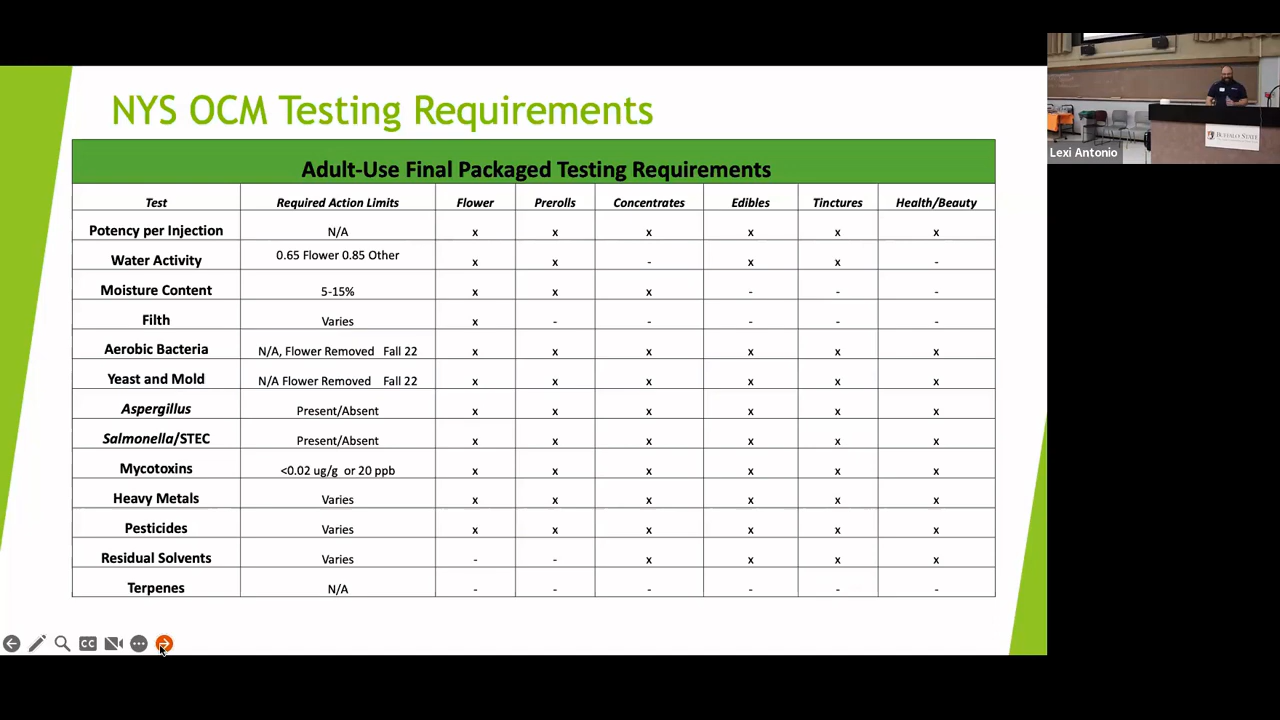 NYS OCM Testing Requirements
Adult-Use Final Packaged Testing Requirements
Test Required Action Limits Flower Prerolls Concentrates Edibles Tinctures Health/Beauty
Potency per Injection N/A x x x x x x
Water Activity 0.65 Flower 0.85 Other x x - x x -
Moisture Content 5-15% x x x - - -
Filth Varies x - - - - -
Aerobic Bacteria N/A, Flower Removed Fall 22 x x x x x x
Yeast and Mold N/A Flower Removed Fall 22 x x x x x x
Aspergillus Present/Absent x x x x x x
Salmonella/STEC Present/Absent x x x x x x
Mycotoxins <0.02 ug/g or 20 ppb x x x x x x
Heavy Metals Varies x x x x x x
Pesticides Varies x x x x x x
Residual Solvents Varies - - x x x x
Terpenes N/A - - - - - -
CC
BUFFALO STATE
Lexi Antonio